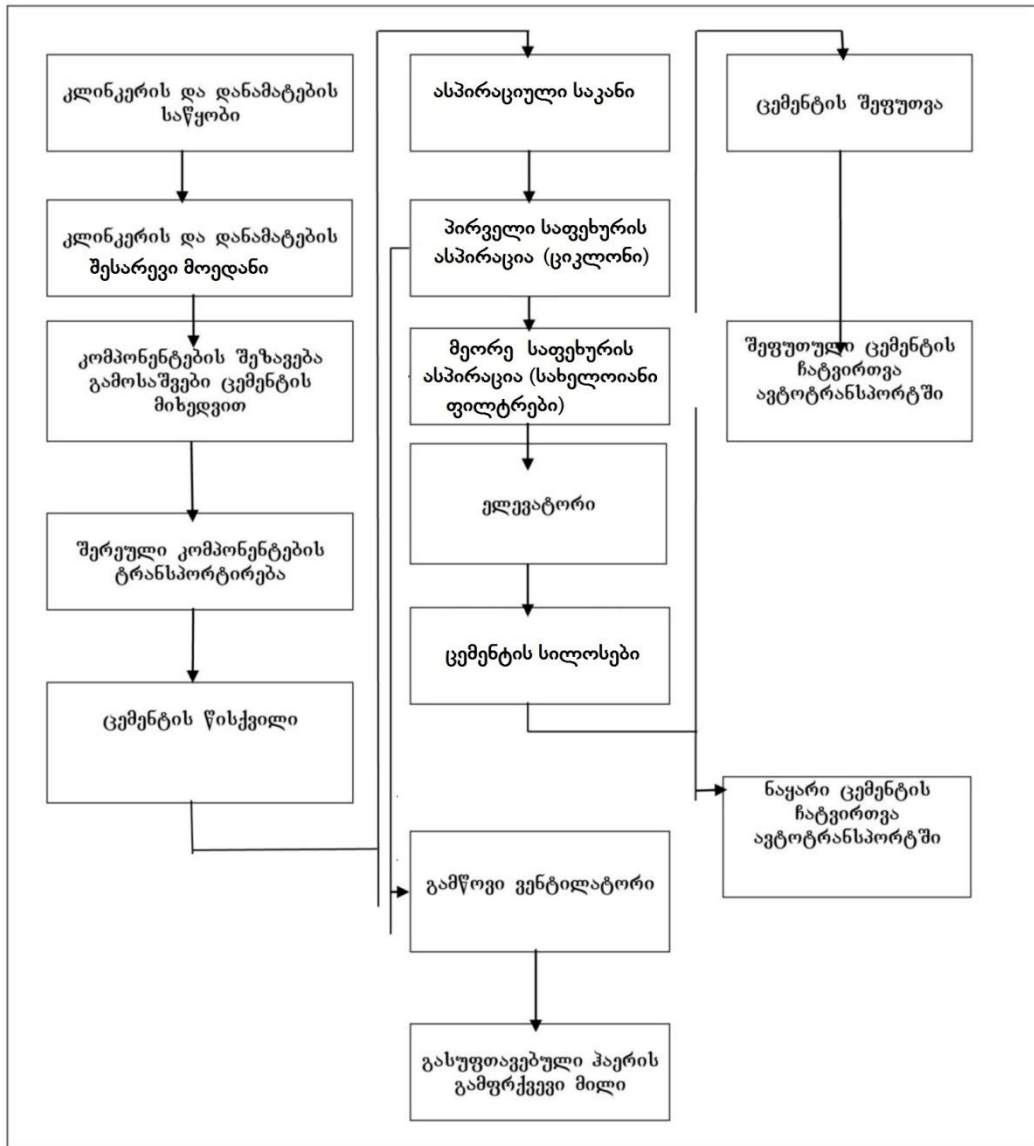 კლინკერის და დანამატების
საწყობი
კლინკერის და დანამატების
შესარევი მოედანი
კომპონენტების შეზავება
გამოსაშვები ცემენტის
მიხედვით
შერეული კომპონენტების
ტრანსპორტირება
ცემენტის წისქვილი
ასპირაციული საკანი
პირველი საფეხურის
ასპირაცია (ციკლონი)
მეორე საფეხურის
ასპირაცია (სახელოიანი
ფილტრები)
ელევატორი
ცემენტის სილოსები
გამწოვი ვენტილატორი
გასუფთავებული ჰაერის
გამფრქვევი მილი
ცემენტის შეფუთვა
შეფუთული ცემენტის
ჩატვირთვა
ავტოტრანსპორტში
ნაყარი ცემენტის
ჩატვირთვა
ავტოტრანსპორტში